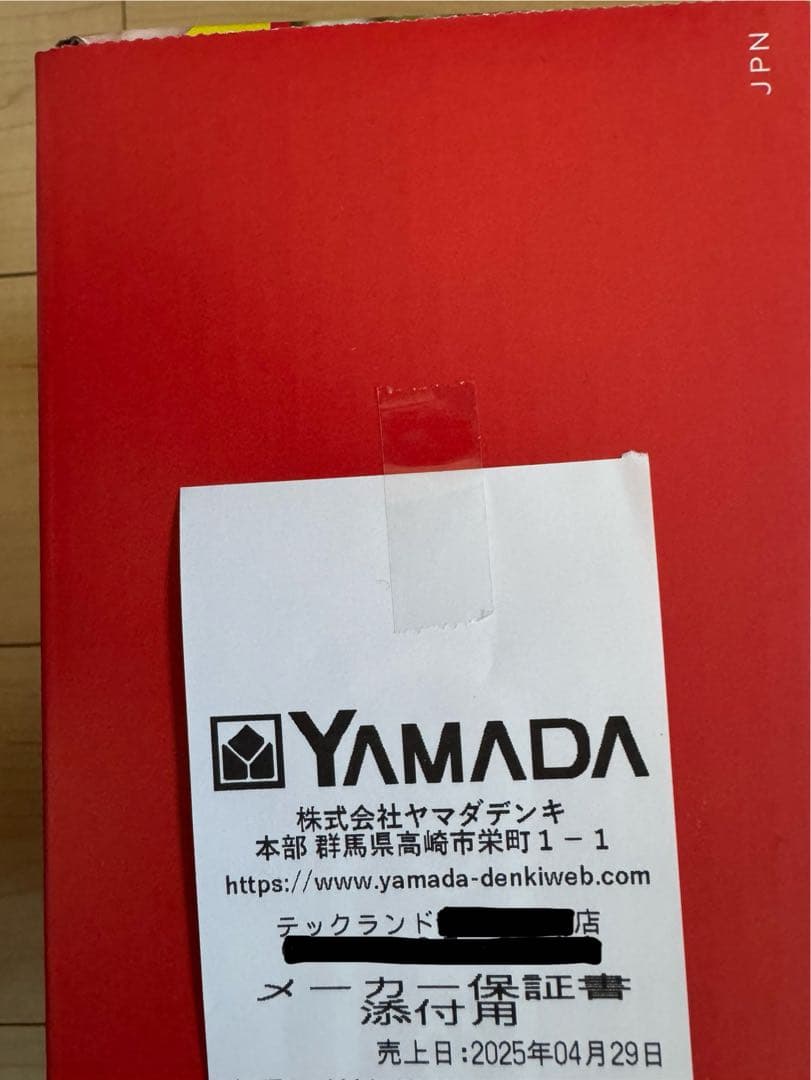 JPN
YAMADA
株式会社ヤマダデンキ
本部 群馬県高崎市栄町1-1
https://www.yamada-denkiweb.com
テックランド 店
メーカー保証書
添付用
売上日:2025年04月29日